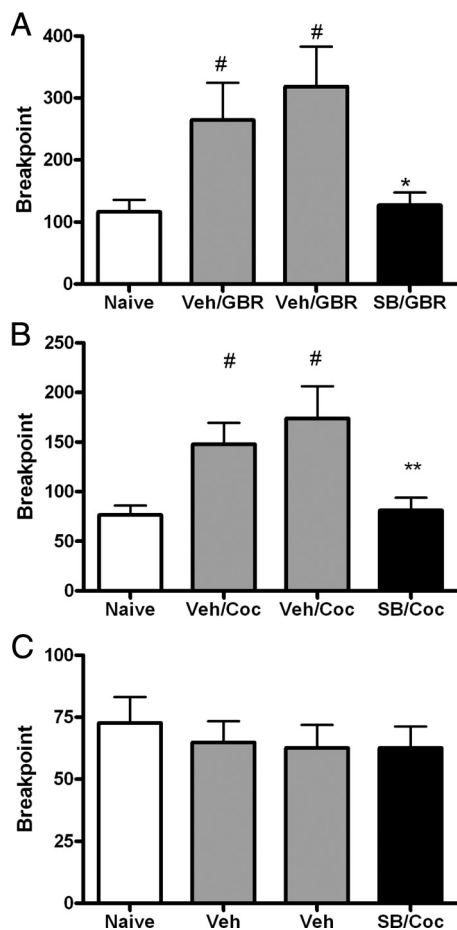 A
Breakpoint
400
300
200
100
0
# # *
Naive Veh/GBR Veh/GBR SB/GBR
B
Breakpoint
250
200
150
100
50
0
# # **
Naive Veh/Coc Veh/Coc SB/Coc
C
Breakpoint
100
75
50
25
0
Naive Veh Veh SB/Coc